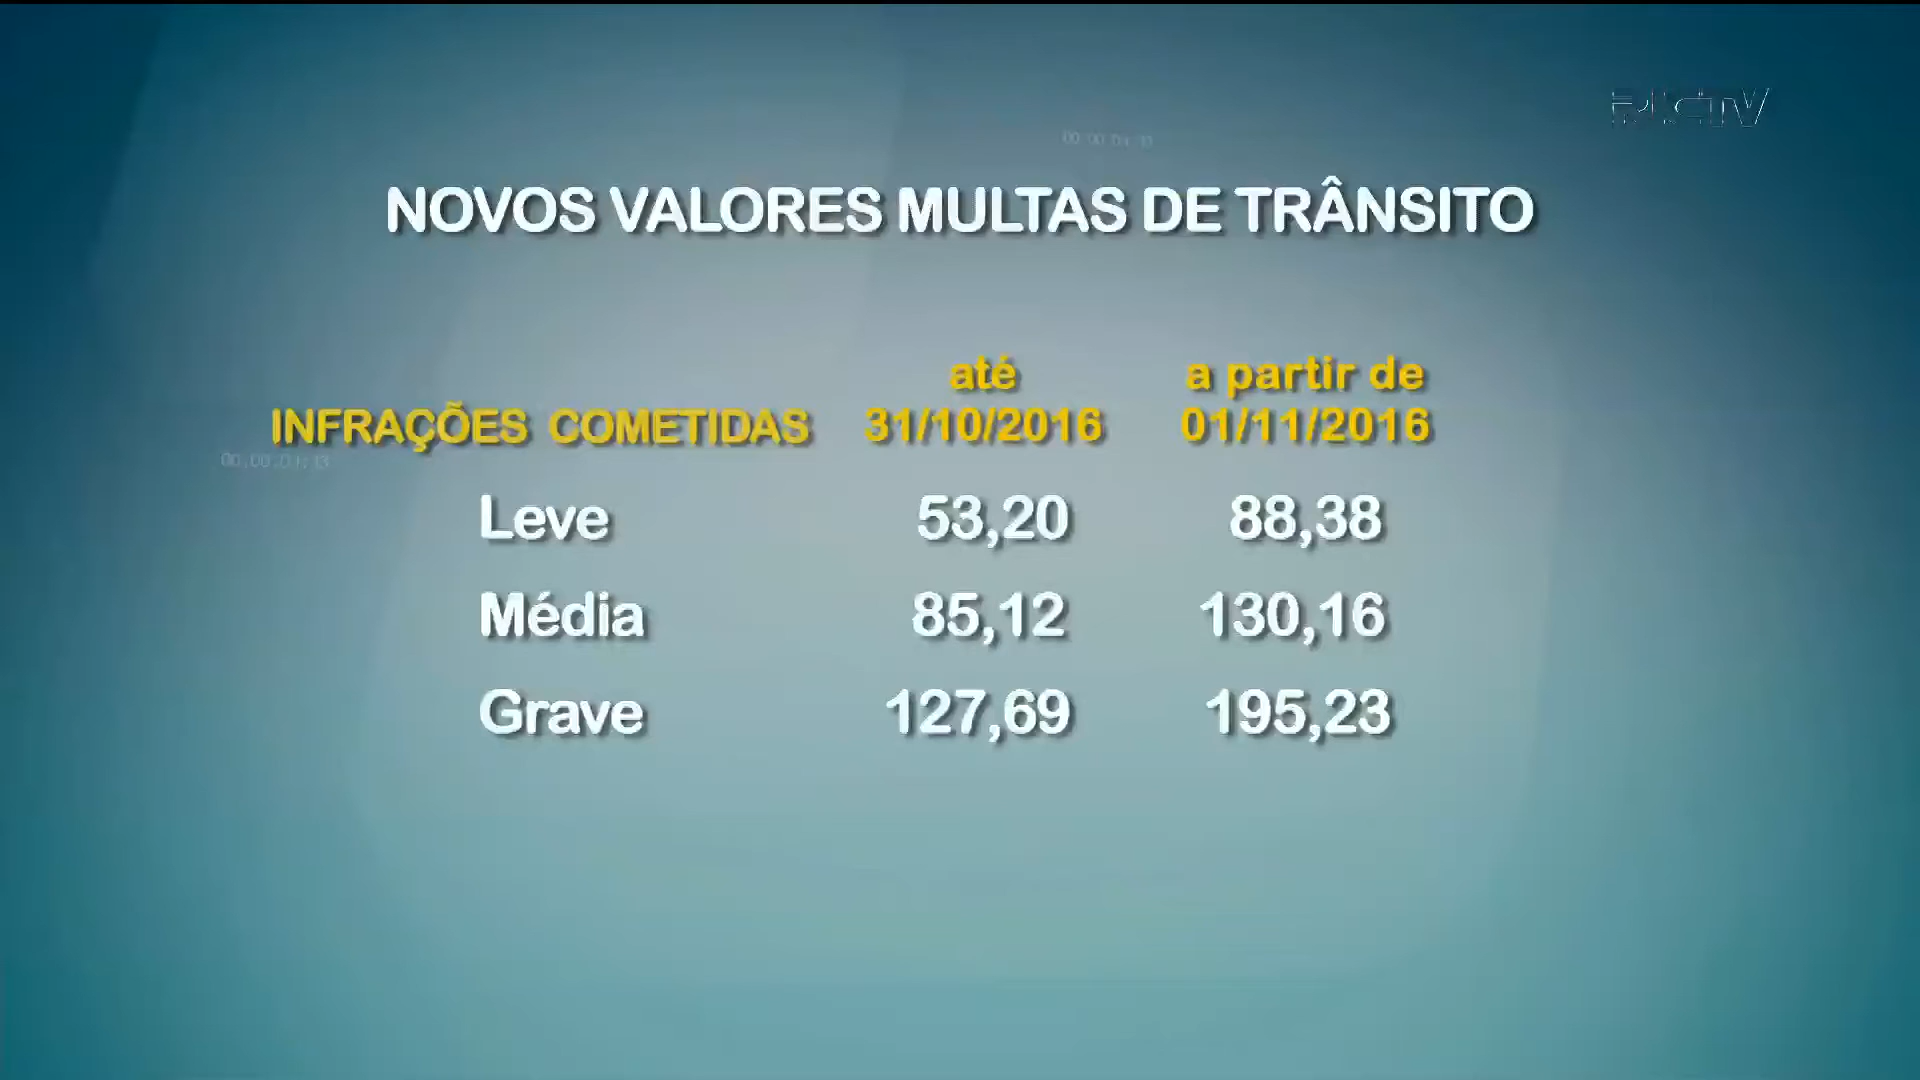 RICTV
NOVOS VALORES MULTAS DE TRÂNSITO
até a partir de
INFRAÇÕES COMETIDAS 31/10/2016 01/11/2016
Leve 53,20 88,38
Média 85,12 130,16
Grave 127,69 195,23